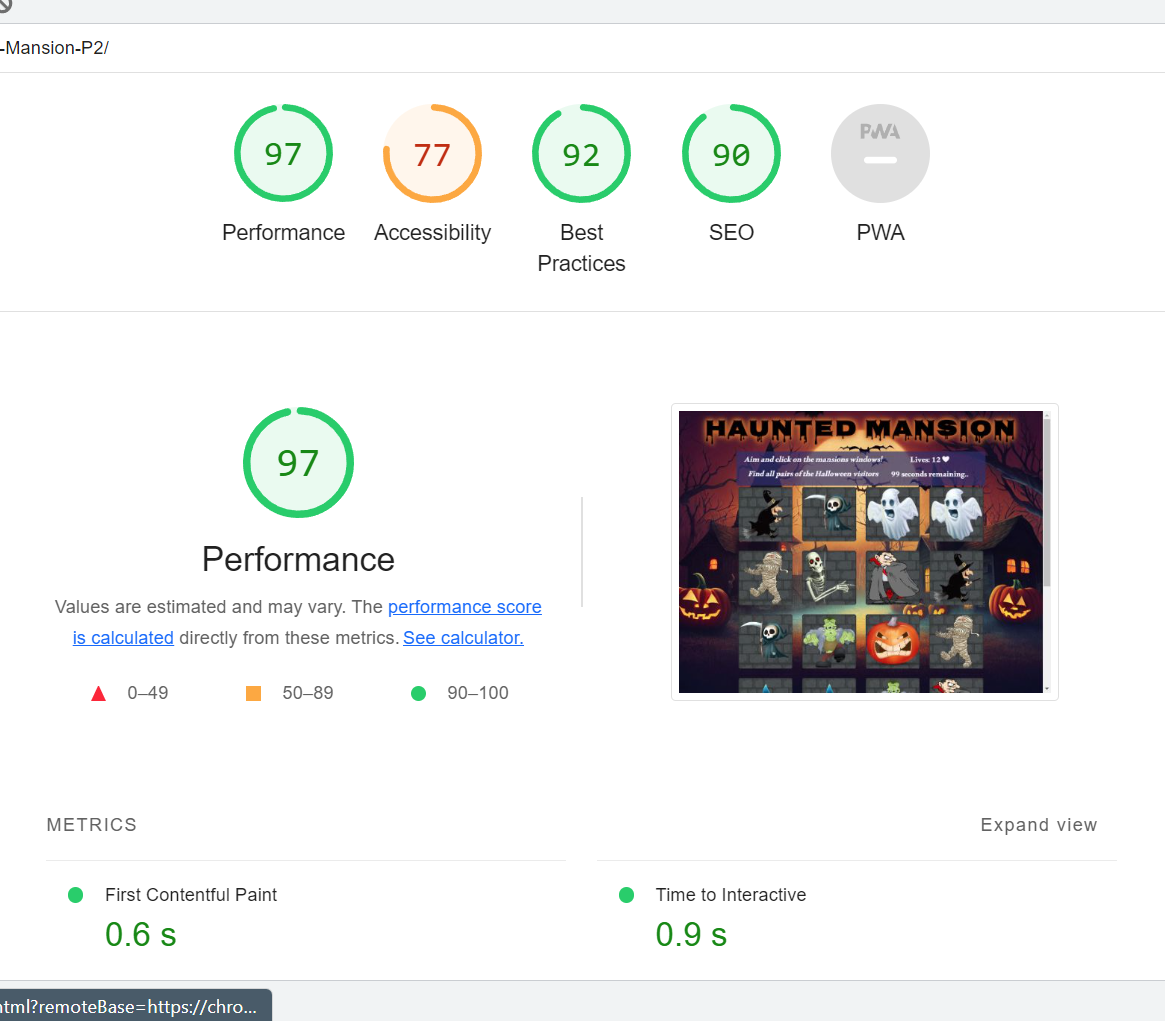 -Mansion-P2/
97
77
92
90
PWA
Performance
Accessibility
Best
Practices
SEO
PWA
97
Performance
Values are estimated and may vary. The performance score
is calculated directly from these metrics. See calculator.
0–49
50–89
90–100
HAUNTED MANSION
Aim and click on the mansions windows!
Lives: 12
Find all pairs of the Halloween visitors
99 seconds remaining..
METRICS
Expand view
First Contentful Paint
0.6 s
Time to Interactive
0.9 s
html?remoteBase=https://chro...